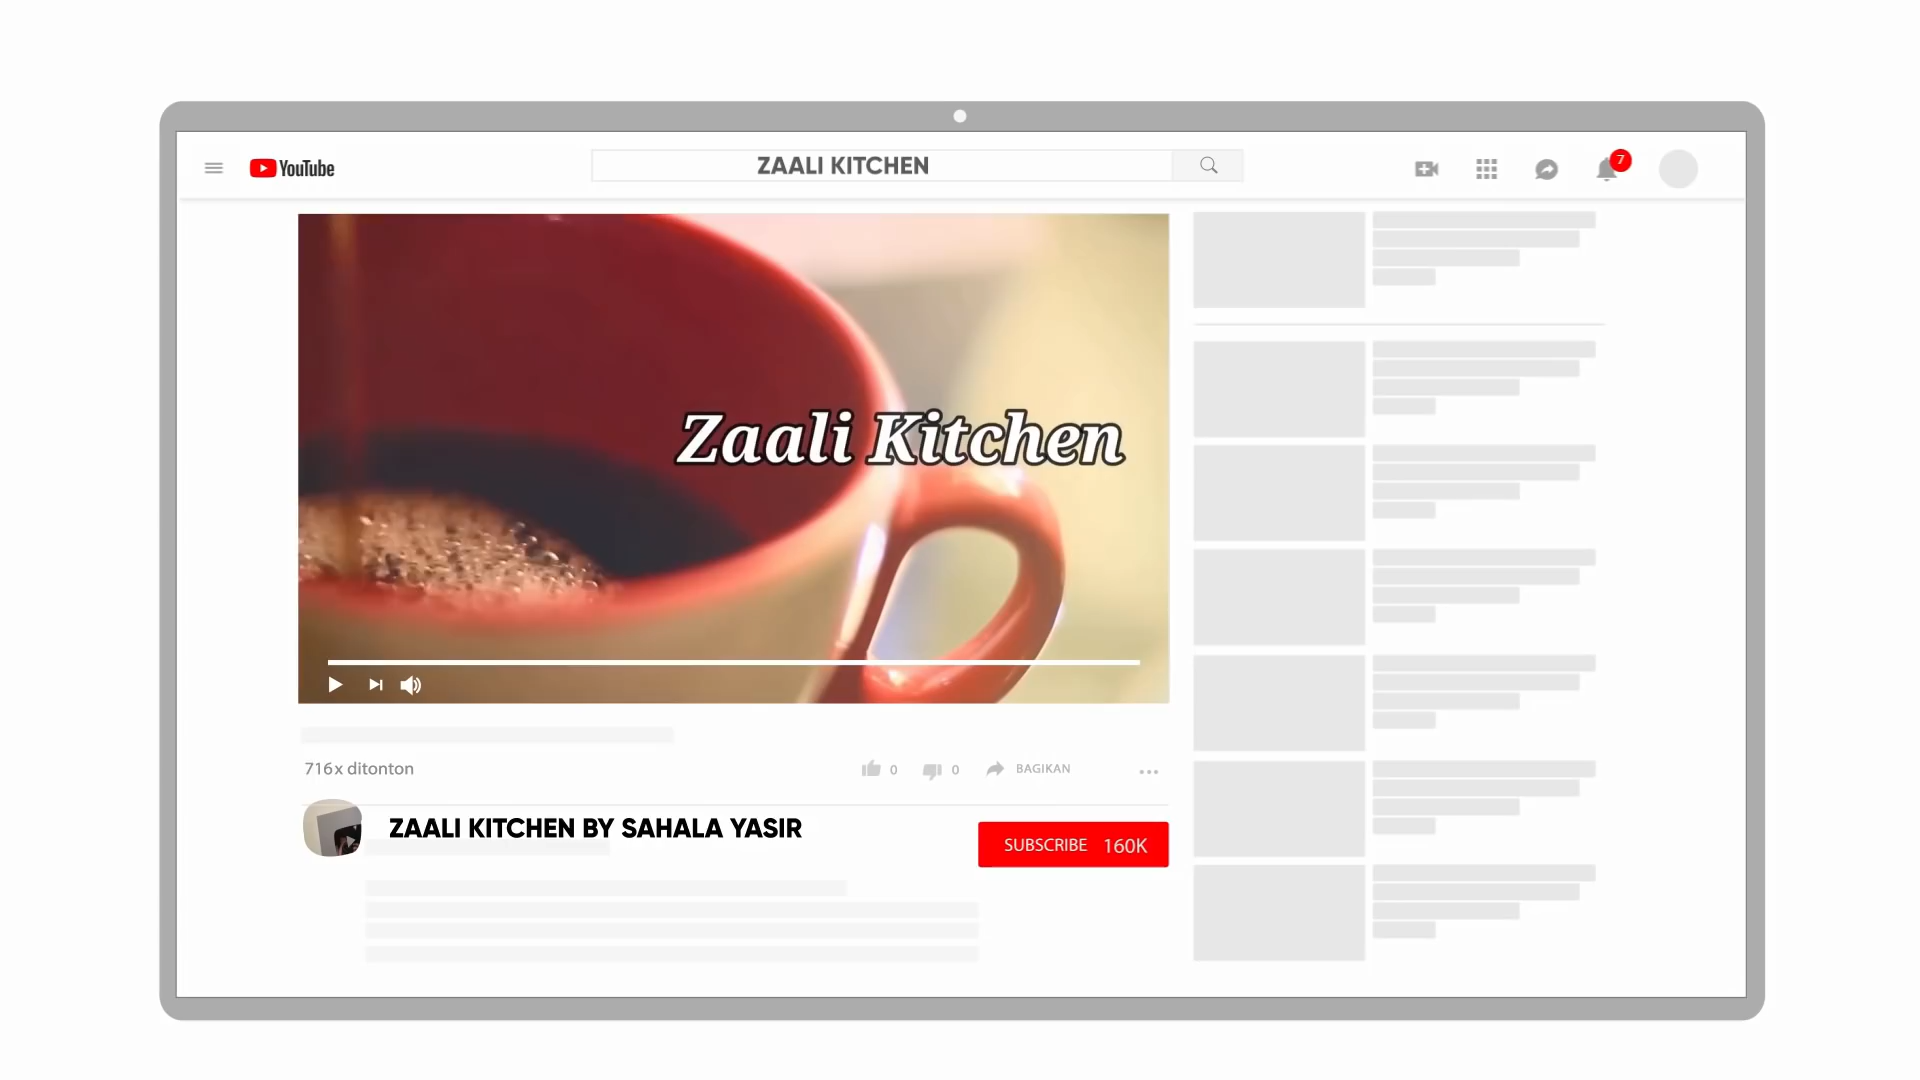 YouTube
ZAALI KITCHEN
7
Zaali Kitchen
716x ditonton
0
0
BAGIKAN
ZAALI KITCHEN BY SAHALA YASIR
SUBSCRIBE 160K